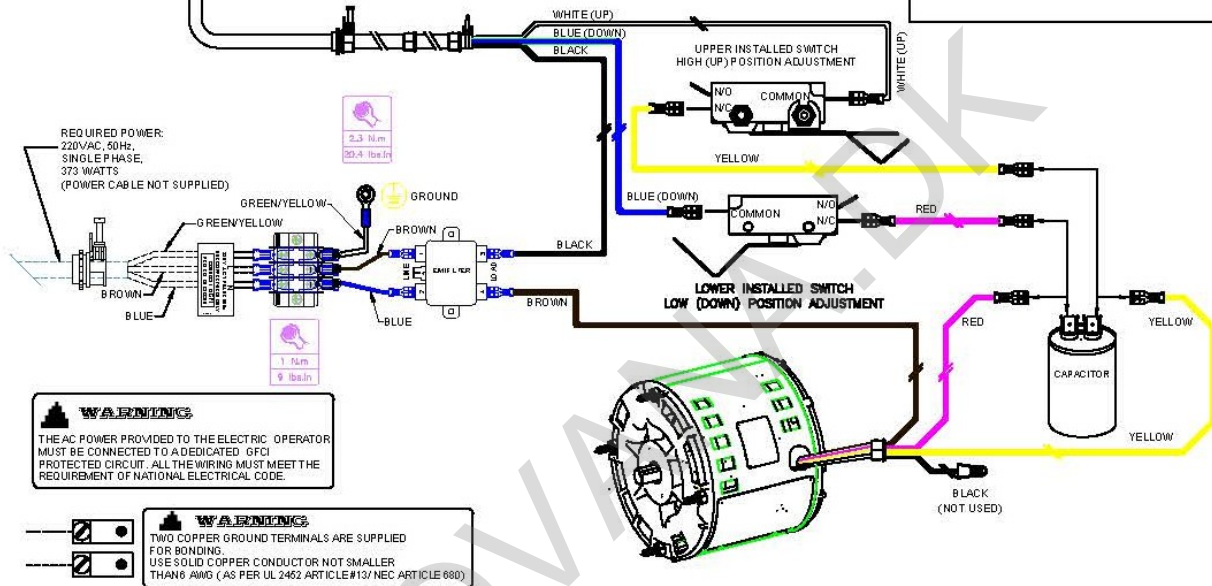 WHITE (UP)
BLUE (DOWN)
BLACK
WHITE (UP)
UPPER INSTALLED SWITCH
HIGH (UP) POSITION ADJUSTMENT
N/O
N/C
COMMON
YELLOW
2.3 N.m
20.4 lbs.in
REQUIRED POWER:
220VAC, 50Hz,
SINGLE PHASE,
373 WATTS
(POWER CABLE NOT SUPPLIED)
GREEN/YELLOW
GREEN/YELLOW
GROUND
BROWN
BLUE (DOWN)
COMMON
N/O
N/C
RED
BLACK
LINE
EMI FILTER
LOAD
BROWN
BLUE
BLUE
BROWN
LOWER INSTALLED SWITCH
LOW (DOWN) POSITION ADJUSTMENT
RED
YELLOW
CAPACITOR
YELLOW
1 N.m
9 lbs.in
BLACK
(NOT USED)
WARNING
THE AC POWER PROVIDED TO THE ELECTRIC OPERATOR
MUST BE CONNECTED TO A DEDICATED GFCI
PROTECTED CIRCUIT. ALL THE WIRING MUST MEET THE
REQUIREMENT OF NATIONAL ELECTRICAL CODE.
WARNING
TWO COPPER GROUND TERMINALS ARE SUPPLIED
FOR BONDING.
USE SOLID COPPER CONDUCTOR NOT SMALLER
THAN 6 AWG (AS PER UL 2452 ARTICLE #13/ NEC ARTICLE 680)
OVANA.DK